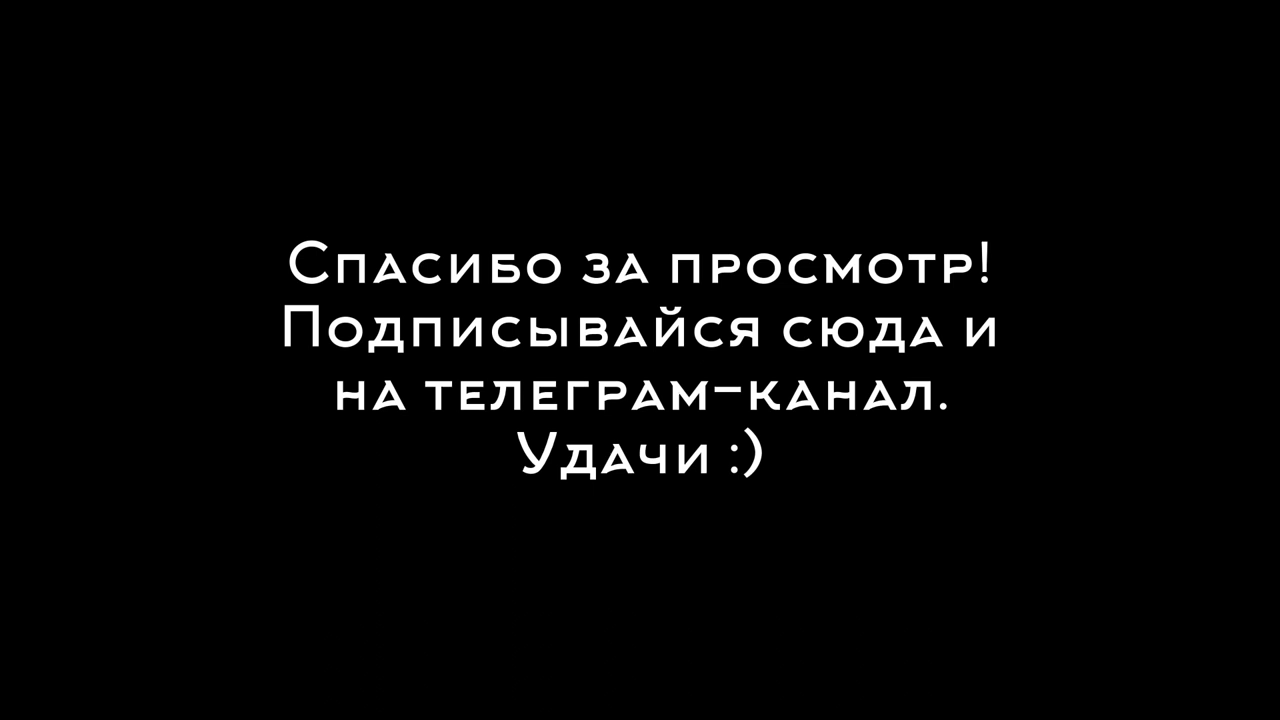 Спасибо за просмотр!
Подписывайся сюда и
на телеграм-канал.
Удачи :)